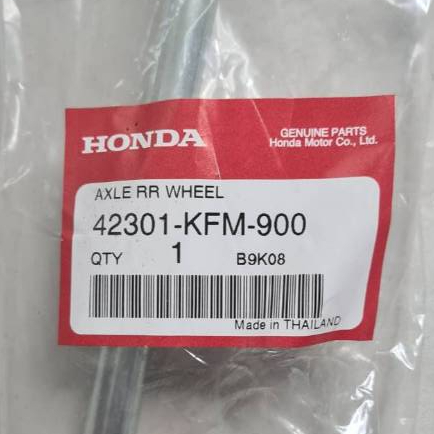 HONDA
GENUINE PARTS
Honda Motor Co., Ltd.
AXLE RR WHEEL
42301-KFM-900
QTY 1 B9K08
Made in THAILAND